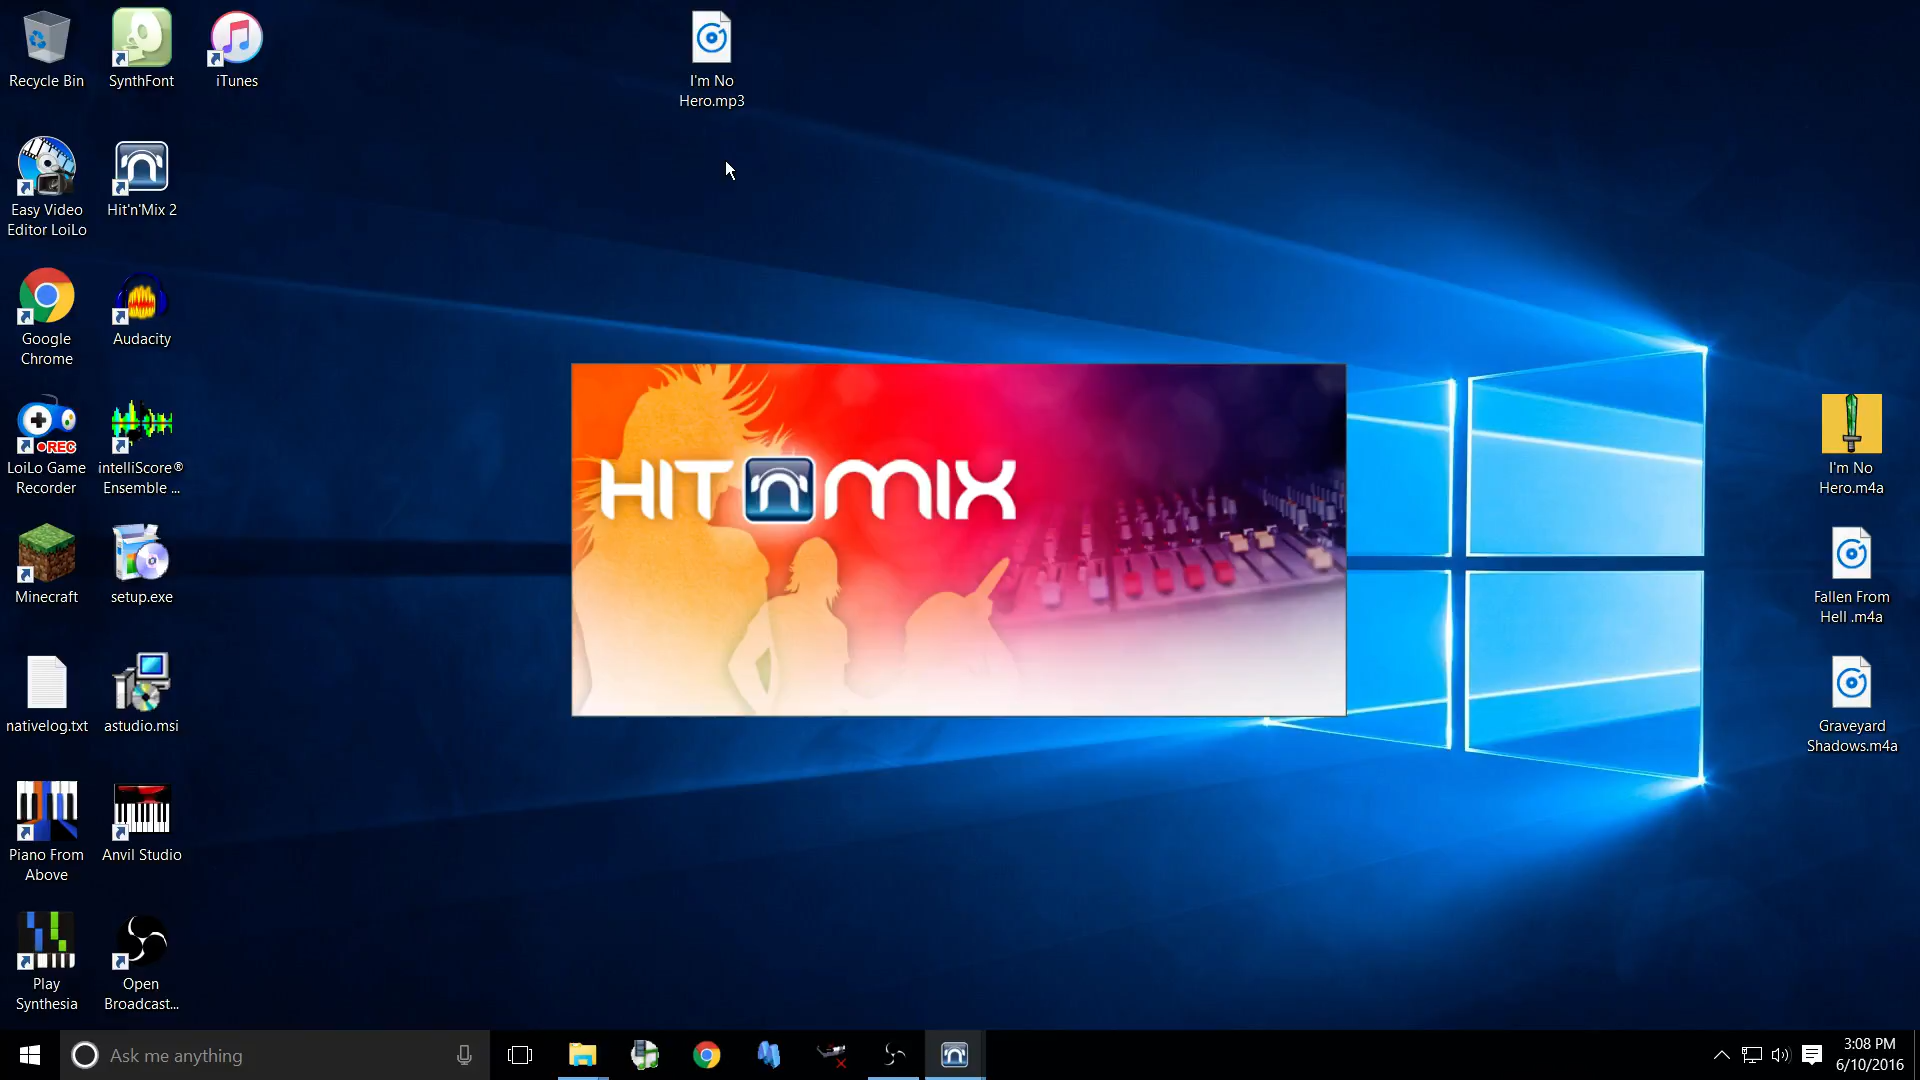 Recycle Bin
SynthFont
iTunes
I'm No
Hero.mp3
Easy Video
Editor LoiLo
Hit'n'Mix 2
Google
Chrome
Audacity
LoiLo Game
Recorder
REC
intelliScore®
Ensemble ...
Minecraft
setup.exe
nativelog.txt
astudio.msi
Piano From
Above
Anvil Studio
Play
Synthesia
Open
Broadcast...
HIT n MIX
I'm No
Hero.m4a
Fallen From
Hell .m4a
Graveyard
Shadows.m4a
Ask me anything
3:08 PM
6/10/2016